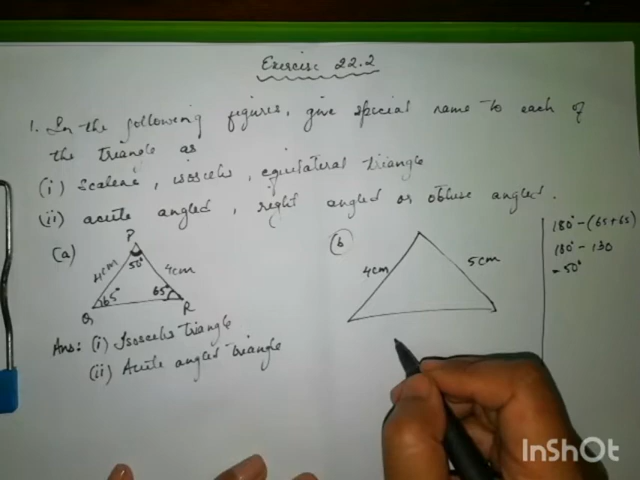 Exercise 22.2
1. In the following figures, give special name to each of
the triangle as
(i) Scalene, isosceles, equilateral triangle
(ii) acute angled, right angled or obtuse angled.
(a)
P
4cm
4cm
50°
65°
65°
Q
R
Ans: (i) Isosceles triangle
(ii) Acute angled triangle
(b)
4cm
5cm
180° - (65+65)
180° - 130
= 50°
InShOt